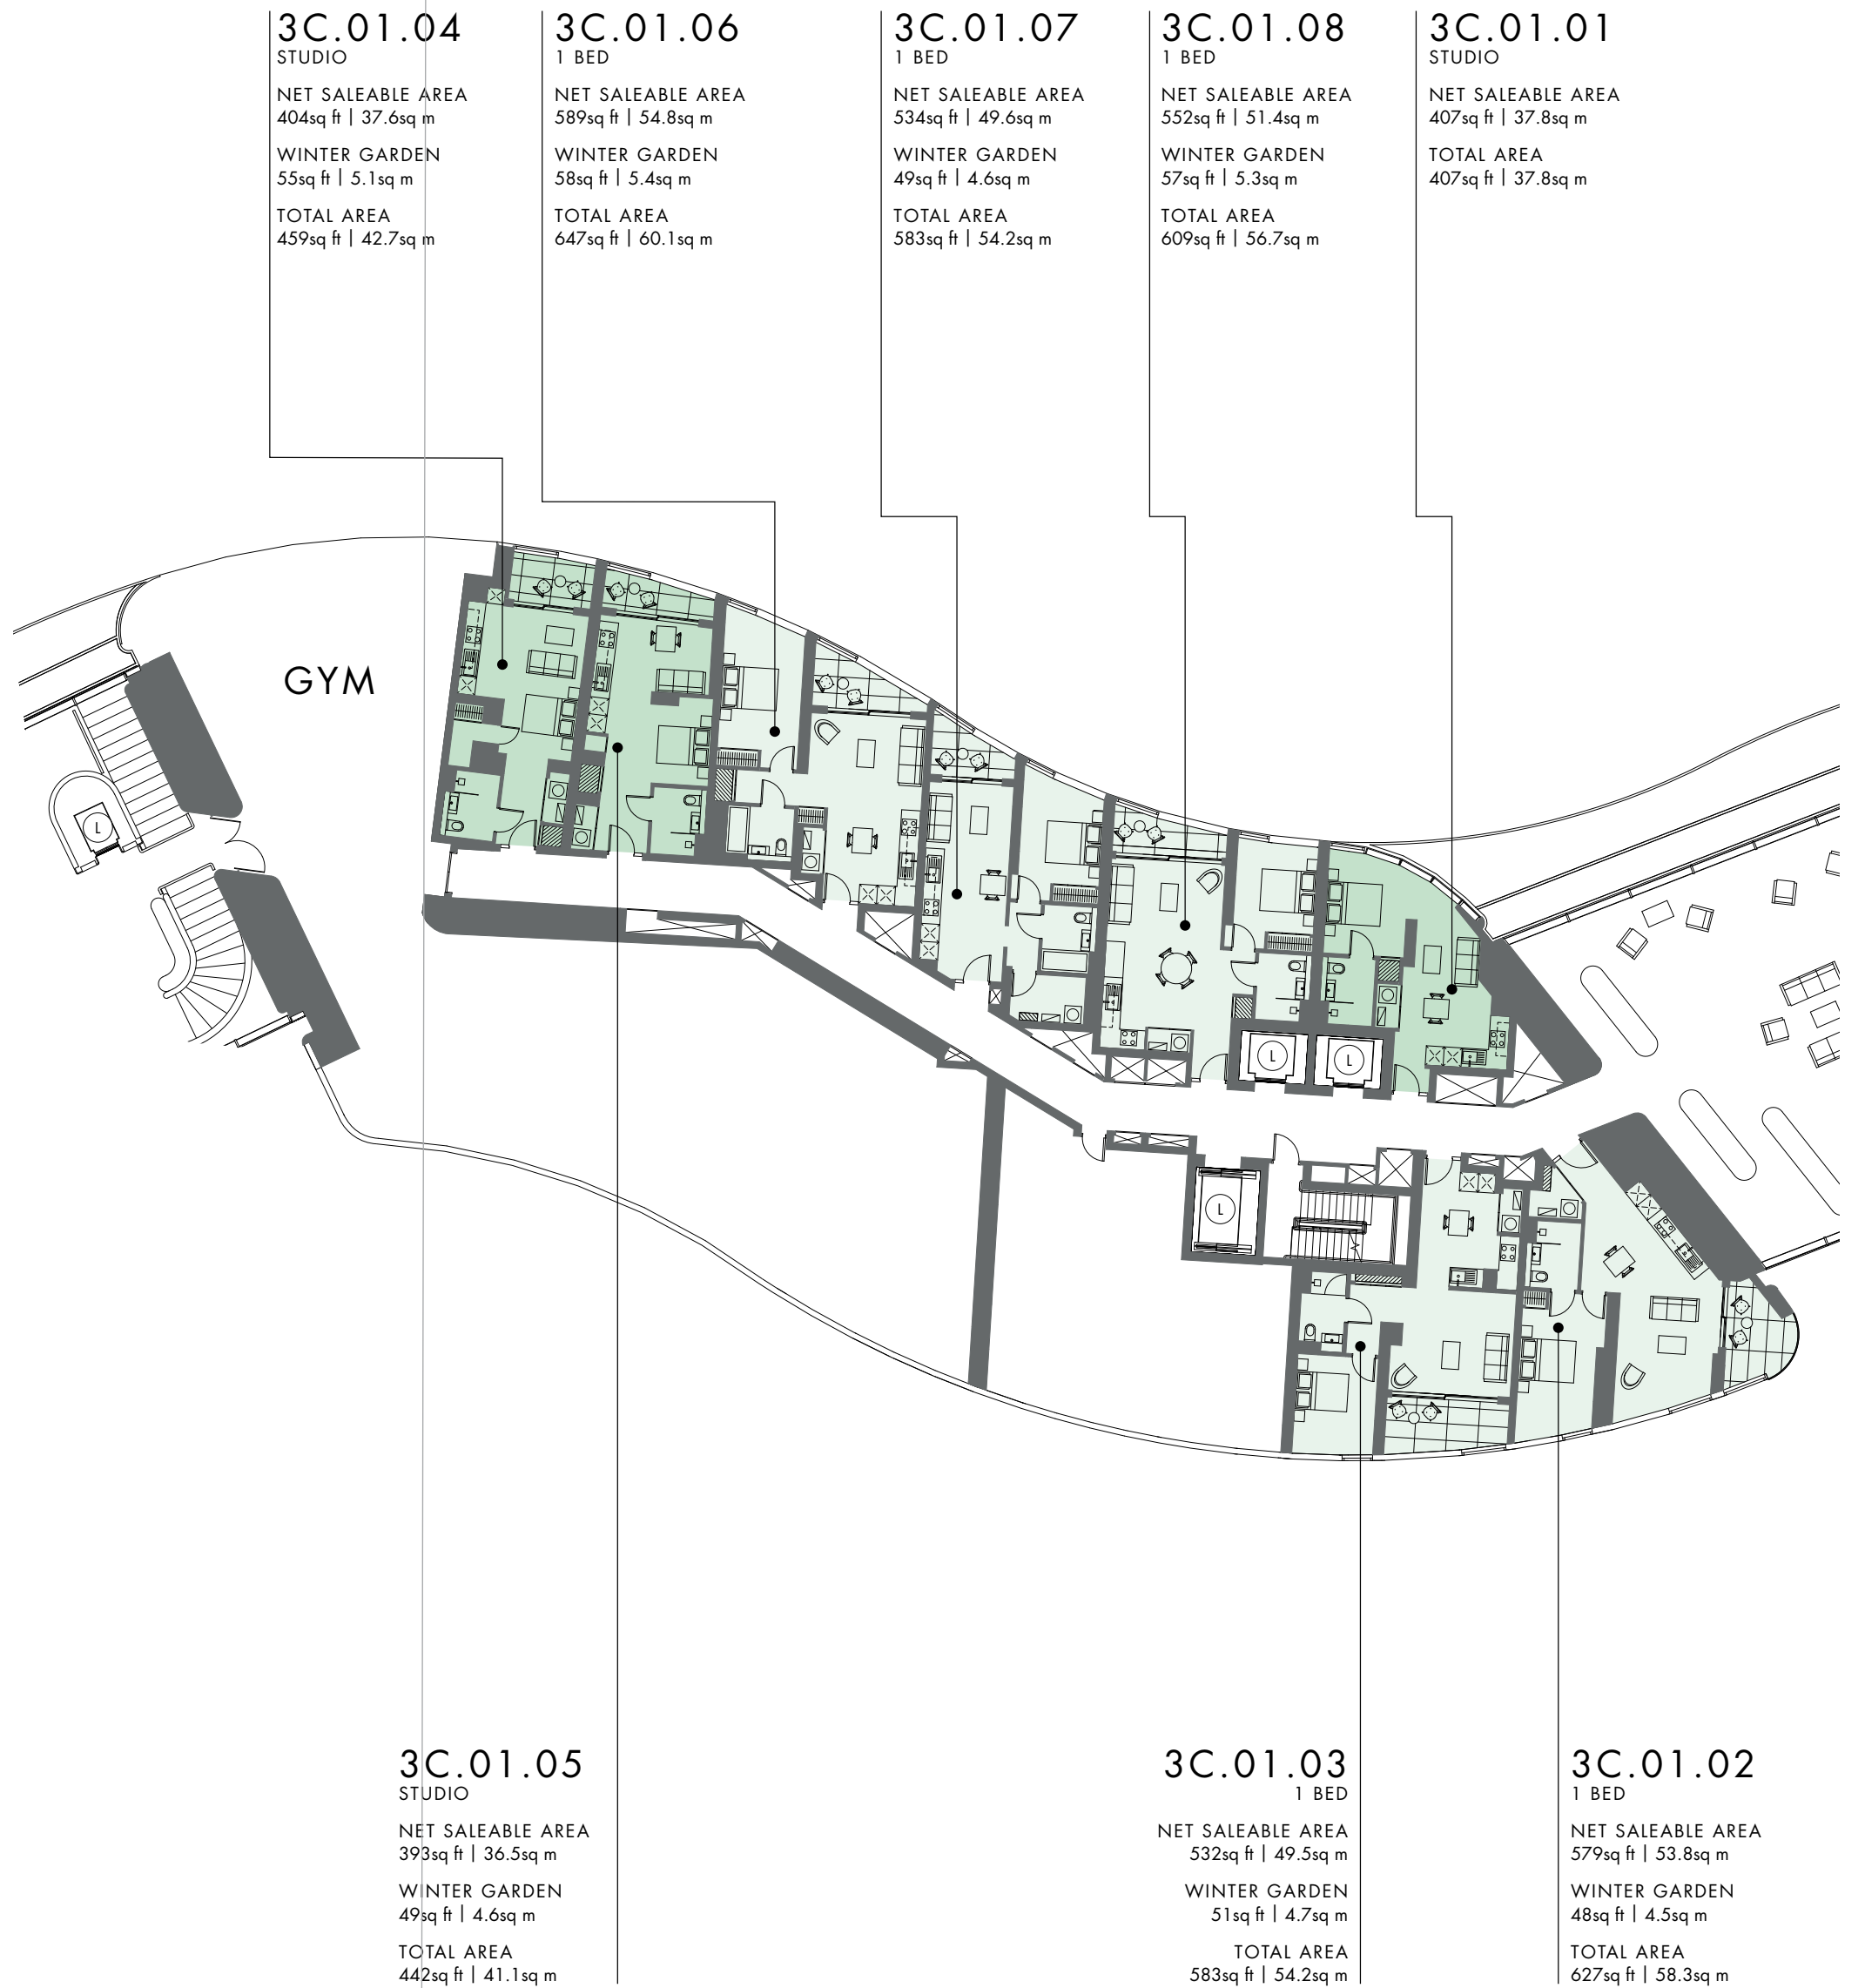 3C.01.04
STUDIO
NET SALEABLE AREA
404sq ft | 37.6sq m
WINTER GARDEN
55sq ft | 5.1sq m
TOTAL AREA
459sq ft | 42.7sq m
3C.01.06
1 BED
NET SALEABLE AREA
589sq ft | 54.8sq m
WINTER GARDEN
58sq ft | 5.4sq m
TOTAL AREA
647sq ft | 60.1sq m
3C.01.07
1 BED
NET SALEABLE AREA
534sq ft | 49.6sq m
WINTER GARDEN
49sq ft | 4.6sq m
TOTAL AREA
583sq ft | 54.2sq m
3C.01.08
1 BED
NET SALEABLE AREA
552sq ft | 51.4sq m
WINTER GARDEN
57sq ft | 5.3sq m
TOTAL AREA
609sq ft | 56.7sq m
3C.01.01
STUDIO
NET SALEABLE AREA
407sq ft | 37.8sq m
TOTAL AREA
407sq ft | 37.8sq m
GYM
L
L
L
L
3C.01.05
STUDIO
NET SALEABLE AREA
393sq ft | 36.5sq m
WINTER GARDEN
49sq ft | 4.6sq m
TOTAL AREA
442sq ft | 41.1sq m
3C.01.03
1 BED
NET SALEABLE AREA
532sq ft | 49.5sq m
WINTER GARDEN
51sq ft | 4.7sq m
TOTAL AREA
583sq ft | 54.2sq m
3C.01.02
1 BED
NET SALEABLE AREA
579sq ft | 53.8sq m
WINTER GARDEN
48sq ft | 4.5sq m
TOTAL AREA
627sq ft | 58.3sq m